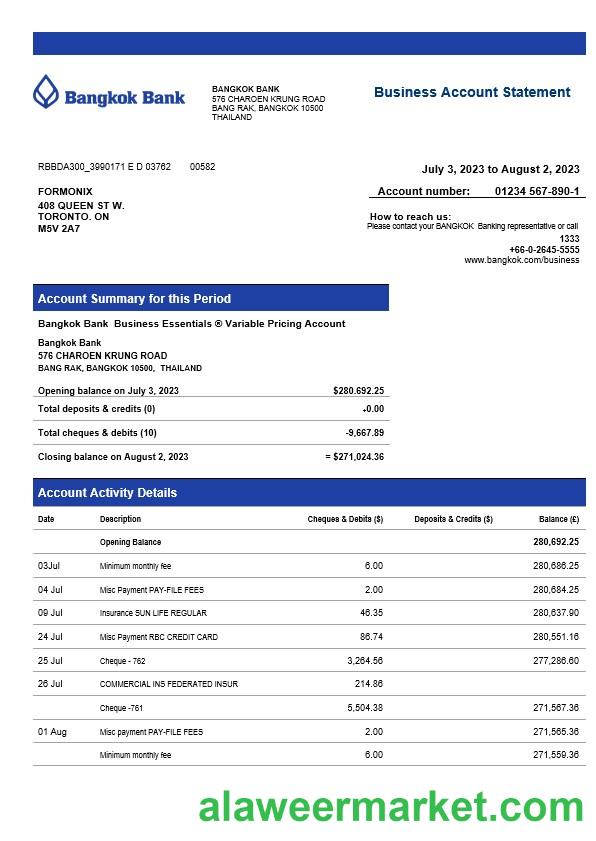 Bangkok Bank
BANGKOK BANK
576 CHAROEN KRUNG ROAD
BANG RAK, BANGKOK 10500
THAILAND
Business Account Statement
RBBDA300_3990171 E D 03762 00582
July 3, 2023 to August 2, 2023
FORMONIX
408 QUEEN ST W.
TORONTO. ON
M5V 2A7
Account number: 01234 567-890-1
How to reach us:
Please contact your BANGKOK Banking representative or call
1333
+66-0-2645-5555
www.bangkok.com/business
Account Summary for this Period
Bangkok Bank Business Essentials ® Variable Pricing Account
Bangkok Bank
576 CHAROEN KRUNG ROAD
BANG RAK, BANGKOK 10500, THAILAND
Opening balance on July 3, 2023 $280.692.25
Total deposits & credits (0) +0.00
Total cheques & debits (10) -9,667.89
Closing balance on August 2, 2023 = $271,024.36
Account Activity Details
Date Description Cheques & Debits ($) Deposits & Credits ($) Balance (£)
Opening Balance 280,692.25
03Jul Minimum monthly fee 6.00 280,686.25
04 Jul Misc Payment PAY-FILE FEES 2.00 280,684.25
09 Jul Insurance SUN LIFE REGULAR 46.35 280,637.90
24 Jul Misc Payment RBC CREDIT CARD 86.74 280,551.16
25 Jul Cheque - 762 3,264.56 277,286.60
26 Jul COMMERCIAL INS FEDERATED INSUR 214.86
Cheque -761 5,504.38 271,567.36
01 Aug Misc payment PAY-FILE FEES 2.00 271,565.36
Minimum monthly fee 6.00 271,559.36
alaweermarket.com